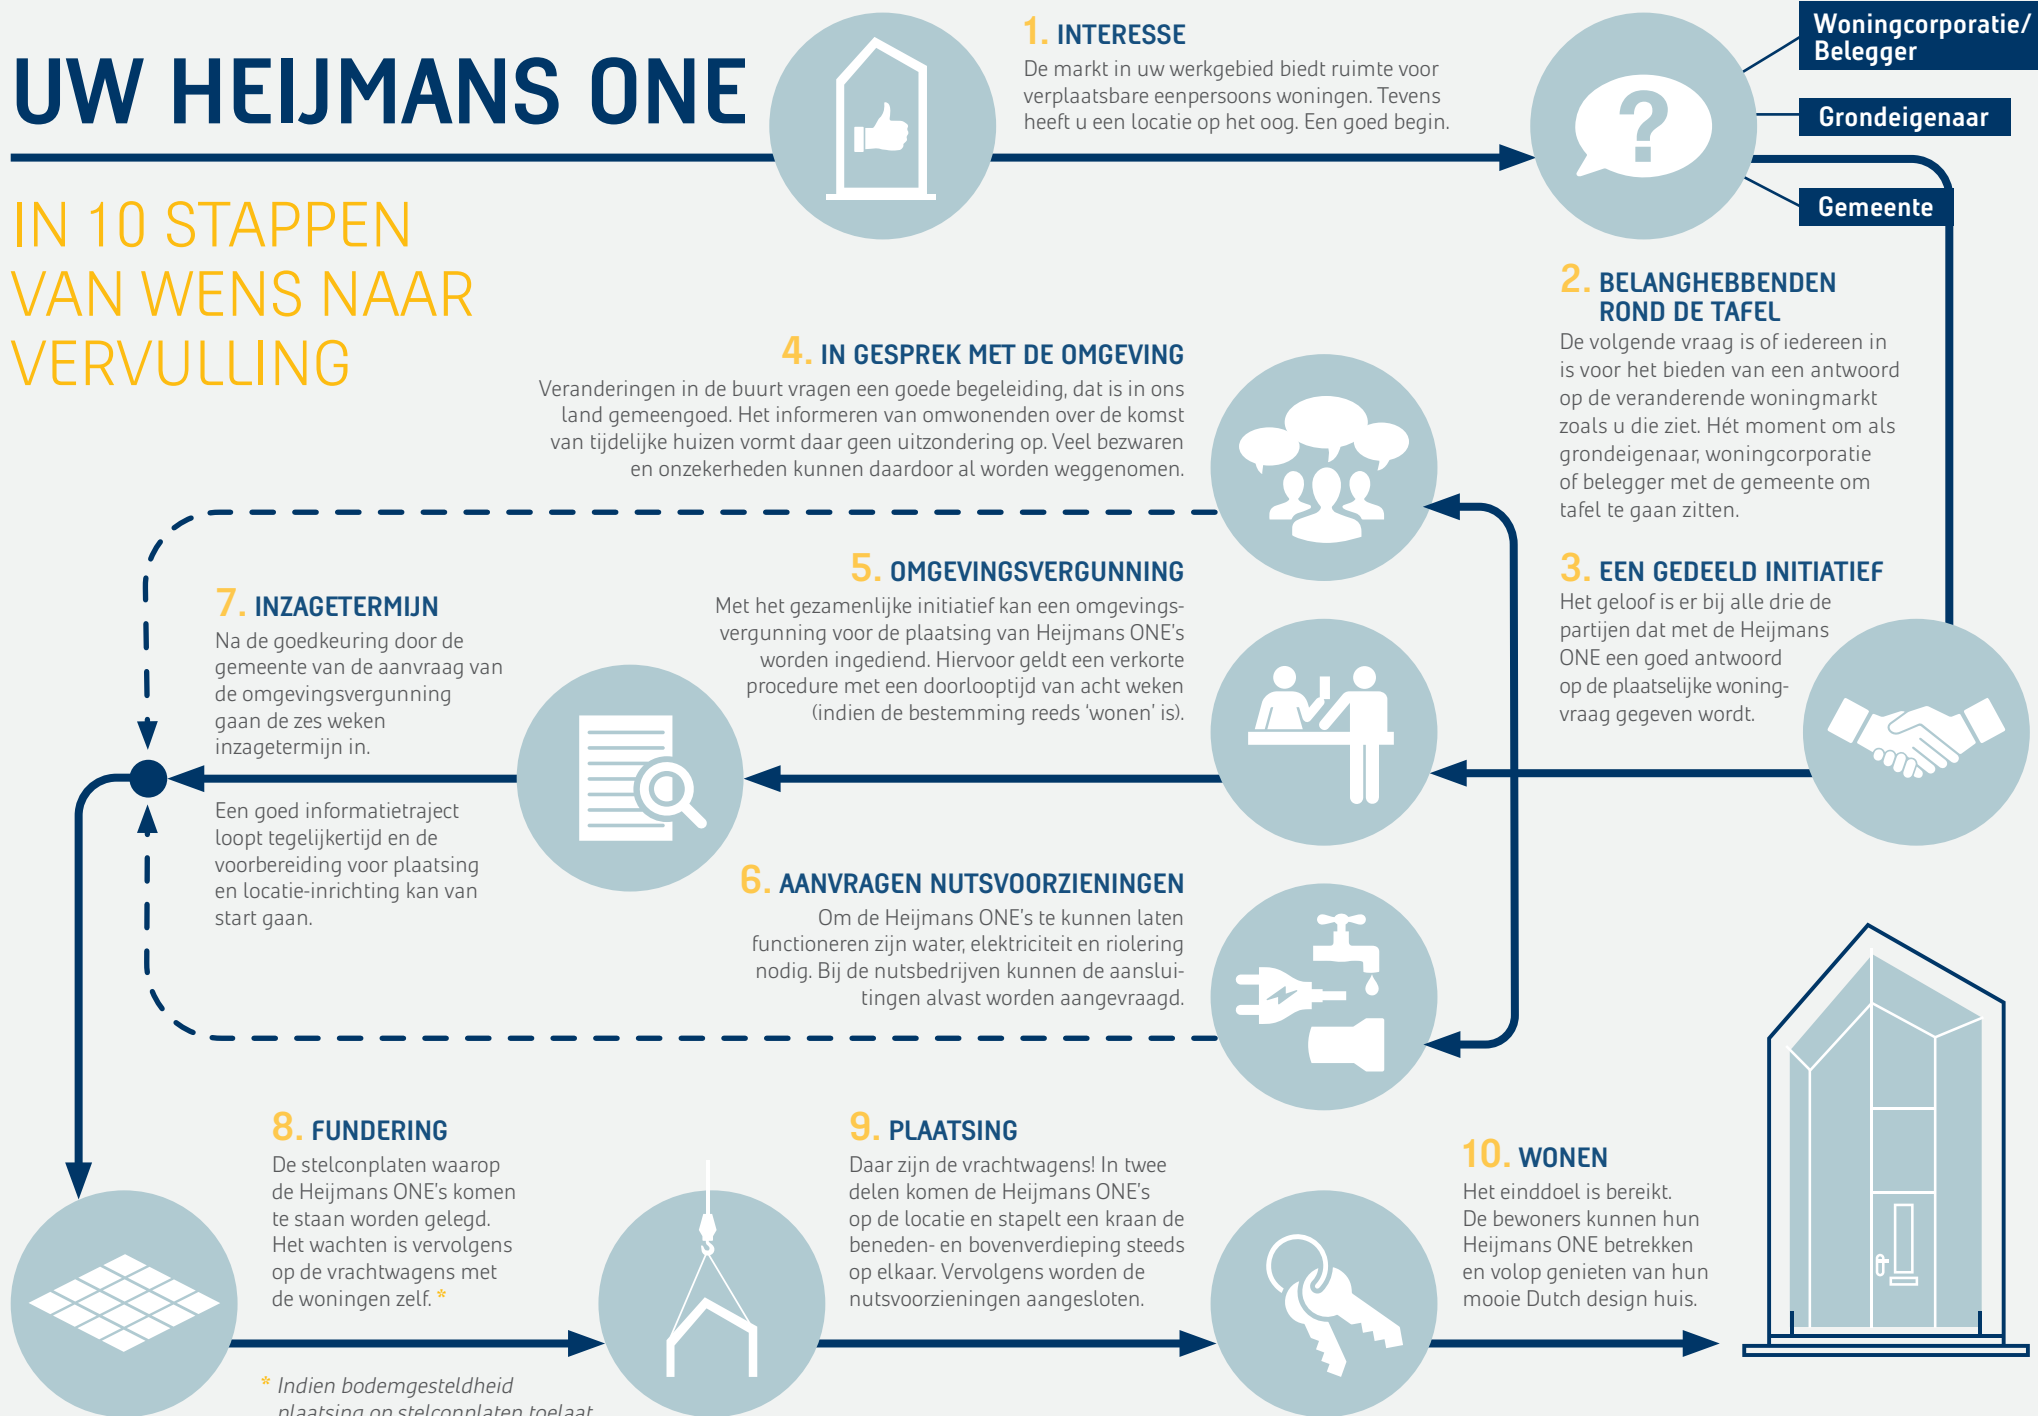 UW HEIJMANS ONE
IN 10 STAPPEN
VAN WENS NAAR
VERVULLING
1. INTERESSE
De markt in uw werkgebied biedt ruimte voor
verplaatsbare eenpersoons woningen. Tevens
heeft u een locatie op het oog. Een goed begin.
Woningcorporatie/
Belegger
Grondeigenaar
Gemeente
2. BELANGHEBBENDEN
ROND DE TAFEL
De volgende vraag is of iedereen in
is voor het bieden van een antwoord
op de veranderende woningmarkt
zoals u die ziet. Hét moment om als
grondeigenaar, woningcorporatie
of belegger met de gemeente om
tafel te gaan zitten.
3. EEN GEDEELD INITIATIEF
Het geloof is er bij alle drie de
partijen dat met de Heijmans
ONE een goed antwoord
op de plaatselijke woning-
vraag gegeven wordt.
4. IN GESPREK MET DE OMGEVING
Veranderingen in de buurt vragen een goede begeleiding, dat is in ons
land gemeengoed. Het informeren van omwonenden over de komst
van tijdelijke huizen vormt daar geen uitzondering op. Veel bezwaren
en onzekerheden kunnen daardoor al worden weggenomen.
5. OMGEVINGSVERGUNNING
Met het gezamenlijke initiatief kan een omgevings-
vergunning voor de plaatsing van Heijmans ONE's
worden ingediend. Hiervoor geldt een verkorte
procedure met een doorlooptijd van acht weken
(indien de bestemming reeds ‘wonen’ is).
6. AANVRAGEN NUTSVOORZIENINGEN
Om de Heijmans ONE's te kunnen laten
functioneren zijn water, elektriciteit en riolering
nodig. Bij de nutsbedrijven kunnen de aanslui-
tingen alvast worden aangevraagd.
7. INZAGETERMIJN
Na de goedkeuring door de
gemeente van de aanvraag van
de omgevingsvergunning
gaan de zes weken
inzagetermijn in.
Een goed informatietraject
loopt tegelijkertijd en de
voorbereiding voor plaatsing
en locatie-inrichting kan van
start gaan.
8. FUNDERING
De stelconplaten waarop
de Heijmans ONE's komen
te staan worden gelegd.
Het wachten is vervolgens
op de vrachtwagens met
de woningen zelf. *
* Indien bodemgesteldheid
plaatsing op stelconplaten toelaat
9. PLAATSING
Daar zijn de vrachtwagens! In twee
delen komen de Heijmans ONE's
op de locatie en stapelt een kraan de
beneden- en bovenverdieping steeds
op elkaar. Vervolgens worden de
nutsvoorzieningen aangesloten.
10. WONEN
Het einddoel is bereikt.
De bewoners kunnen hun
Heijmans ONE betrekken
en volop genieten van hun
mooie Dutch design huis.